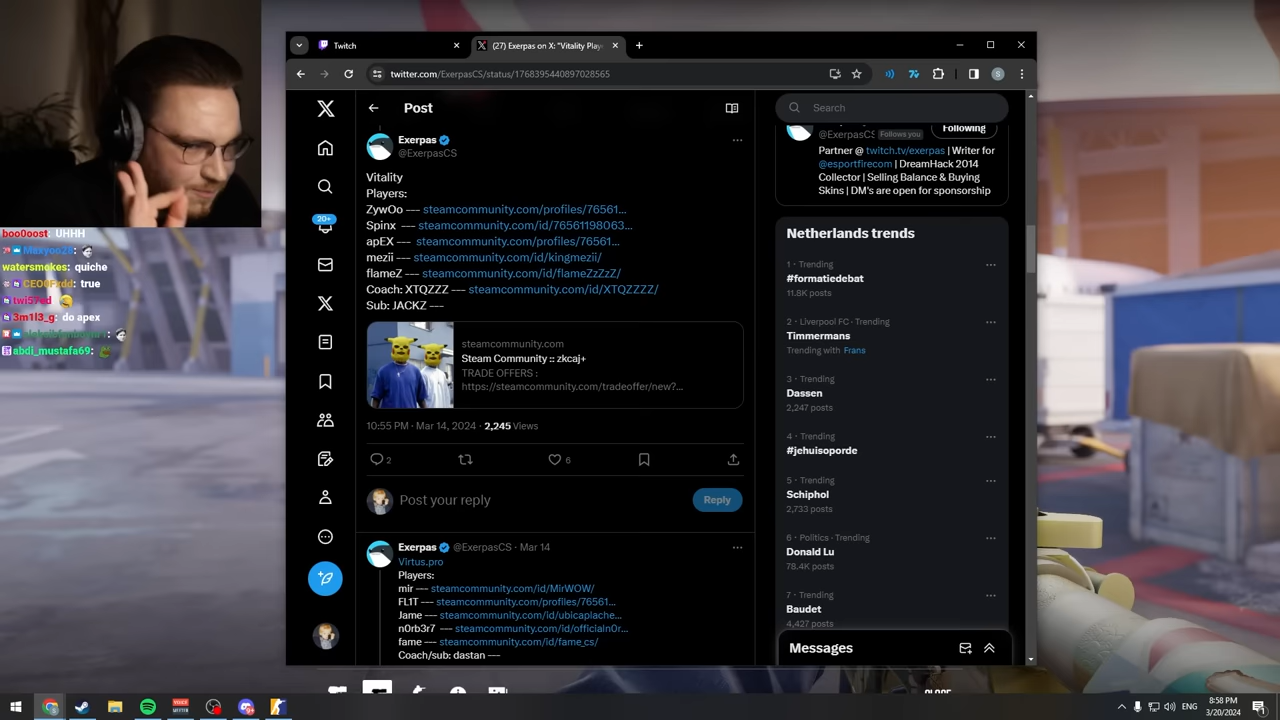 Twitch
(27) Exerpas on X: "Vitality Playe
twitter.com/ExerpasCS/status/1768395440897028565
S
boo0oost: UHHH
watersmokes: quiche
true
twi57ed
3m1l3_g: do apex
abdi_mustafa69:
20+
Post
Exerpas
@ExerpasCS
Vitality
Players:
ZywOo --- steamcommunity.com/profiles/76561...
Spinx --- steamcommunity.com/id/76561198063...
apEX --- steamcommunity.com/profiles/76561...
mezii --- steamcommunity.com/id/kingmezii/
flameZ --- steamcommunity.com/id/flameZzZzZ/
Coach: XTQZZZ --- steamcommunity.com/id/XTQZZZZ/
Sub: JACKZ ---
steamcommunity.com
Steam Community :: zkcaj+
TRADE OFFERS :
https://steamcommunity.com/tradeoffer/new?...
10:55 PM · Mar 14, 2024 · 2,245 Views
2
6
Post your reply
Reply
Exerpas @ExerpasCS · Mar 14
Virtus.pro
Players:
mir --- steamcommunity.com/id/MirWOW/
FL1T --- steamcommunity.com/profiles/76561...
Jame --- steamcommunity.com/id/ubicaplache...
n0rb3r7 --- steamcommunity.com/id/officialn0r...
fame --- steamcommunity.com/id/fame_cs/
Coach/sub: dastan ---
Search
@ExerpasCS Follows you
Following
Partner @ twitch.tv/exerpas | Writer for
@esportfirecom | DreamHack 2014
Collector | Selling Balance & Buying
Skins | DM's are open for sponsorship
Netherlands trends
1 · Trending
#formatiedebat
11.8K posts
2 · Liverpool FC · Trending
Timmermans
Trending with Frans
3 · Trending
Dassen
2,247 posts
4 · Trending
#jehuisoporde
5 · Trending
Schiphol
2,733 posts
6 · Politics · Trending
Donald Lu
78.4K posts
7 · Trending
Baudet
4,427 posts
Messages
ENG
8:58 PM
3/20/2024